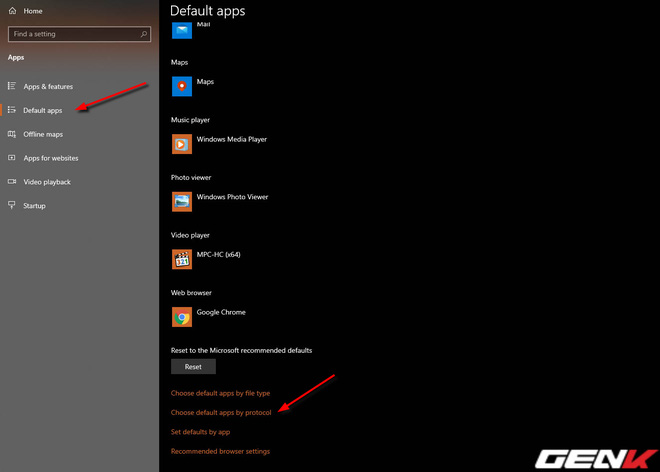 Home
Default apps
Find a setting
Apps
Apps & features
Default apps
Offline maps
Apps for websites
Video playback
Startup
Mail
Maps
Maps
Music player
Windows Media Player
Photo viewer
Windows Photo Viewer
Video player
321
MPC-HC (x64)
Web browser
Google Chrome
Reset to the Microsoft recommended defaults
Reset
Choose default apps by file type
Choose default apps by protocol
Set defaults by app
Recommended browser settings
GENK